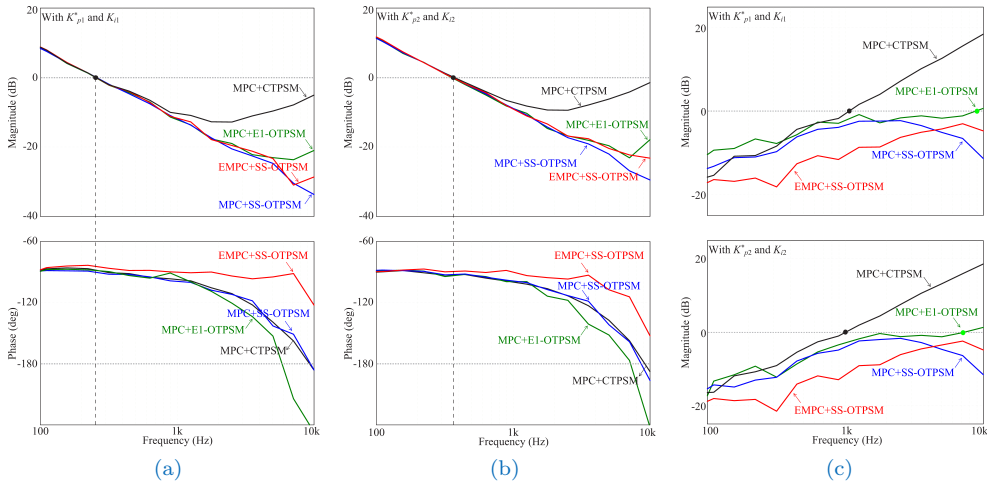 20
With K*p1 and Ki1
0
-20
-40
Magnitude (dB)
MPC+CTPSM
MPC+E1-OTPSM
EMPC+SS-OTPSM
MPC+SS-OTPSM
-60
-120
-180
Phase (deg)
EMPC+SS-OTPSM
MPC+SS-OTPSM
MPC+E1-OTPSM
MPC+CTPSM
100
Frequency (Hz)
10k
(a)
20
With K*p2 and Ki2
0
-20
-40
Magnitude (dB)
MPC+CTPSM
MPC+E1-OTPSM
MPC+SS-OTPSM
EMPC+SS-OTPSM
-60
-120
-180
Phase (deg)
EMPC+SS-OTPSM
MPC+SS-OTPSM
MPC+E1-OTPSM
MPC+CTPSM
100
Frequency (Hz)
10k
(b)
20
With K*p1 and Ki1
0
-20
Magnitude (dB)
MPC+CTPSM
MPC+E1-OTPSM
MPC+SS-OTPSM
EMPC+SS-OTPSM
20
With K*p2 and Ki2
0
-20
Magnitude (dB)
MPC+CTPSM
MPC+E1-OTPSM
MPC+SS-OTPSM
EMPC+SS-OTPSM
100
1k
Frequency (Hz)
10k
(c)